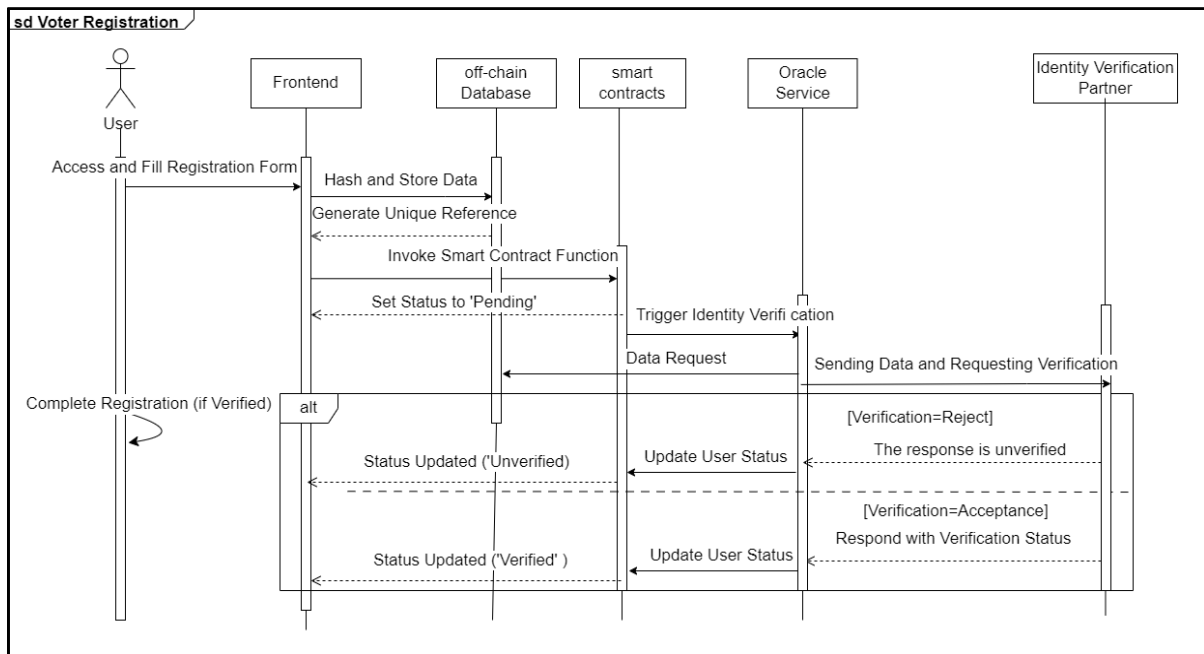 sd Voter Registration
User
Frontend
off-chain
Database
smart
contracts
Oracle
Service
Identity Verification
Partner
Access and Fill Registration Form
Hash and Store Data
Generate Unique Reference
Invoke Smart Contract Function
Set Status to 'Pending'
Trigger Identity Verifi cation
Data Request
Sending Data and Requesting Verification
Complete Registration (if Verified)
alt
[Verification=Reject]
The response is unverified
Update User Status
Status Updated ('Unverified)
[Verification=Acceptance]
Respond with Verification Status
Update User Status
Status Updated ('Verified' )